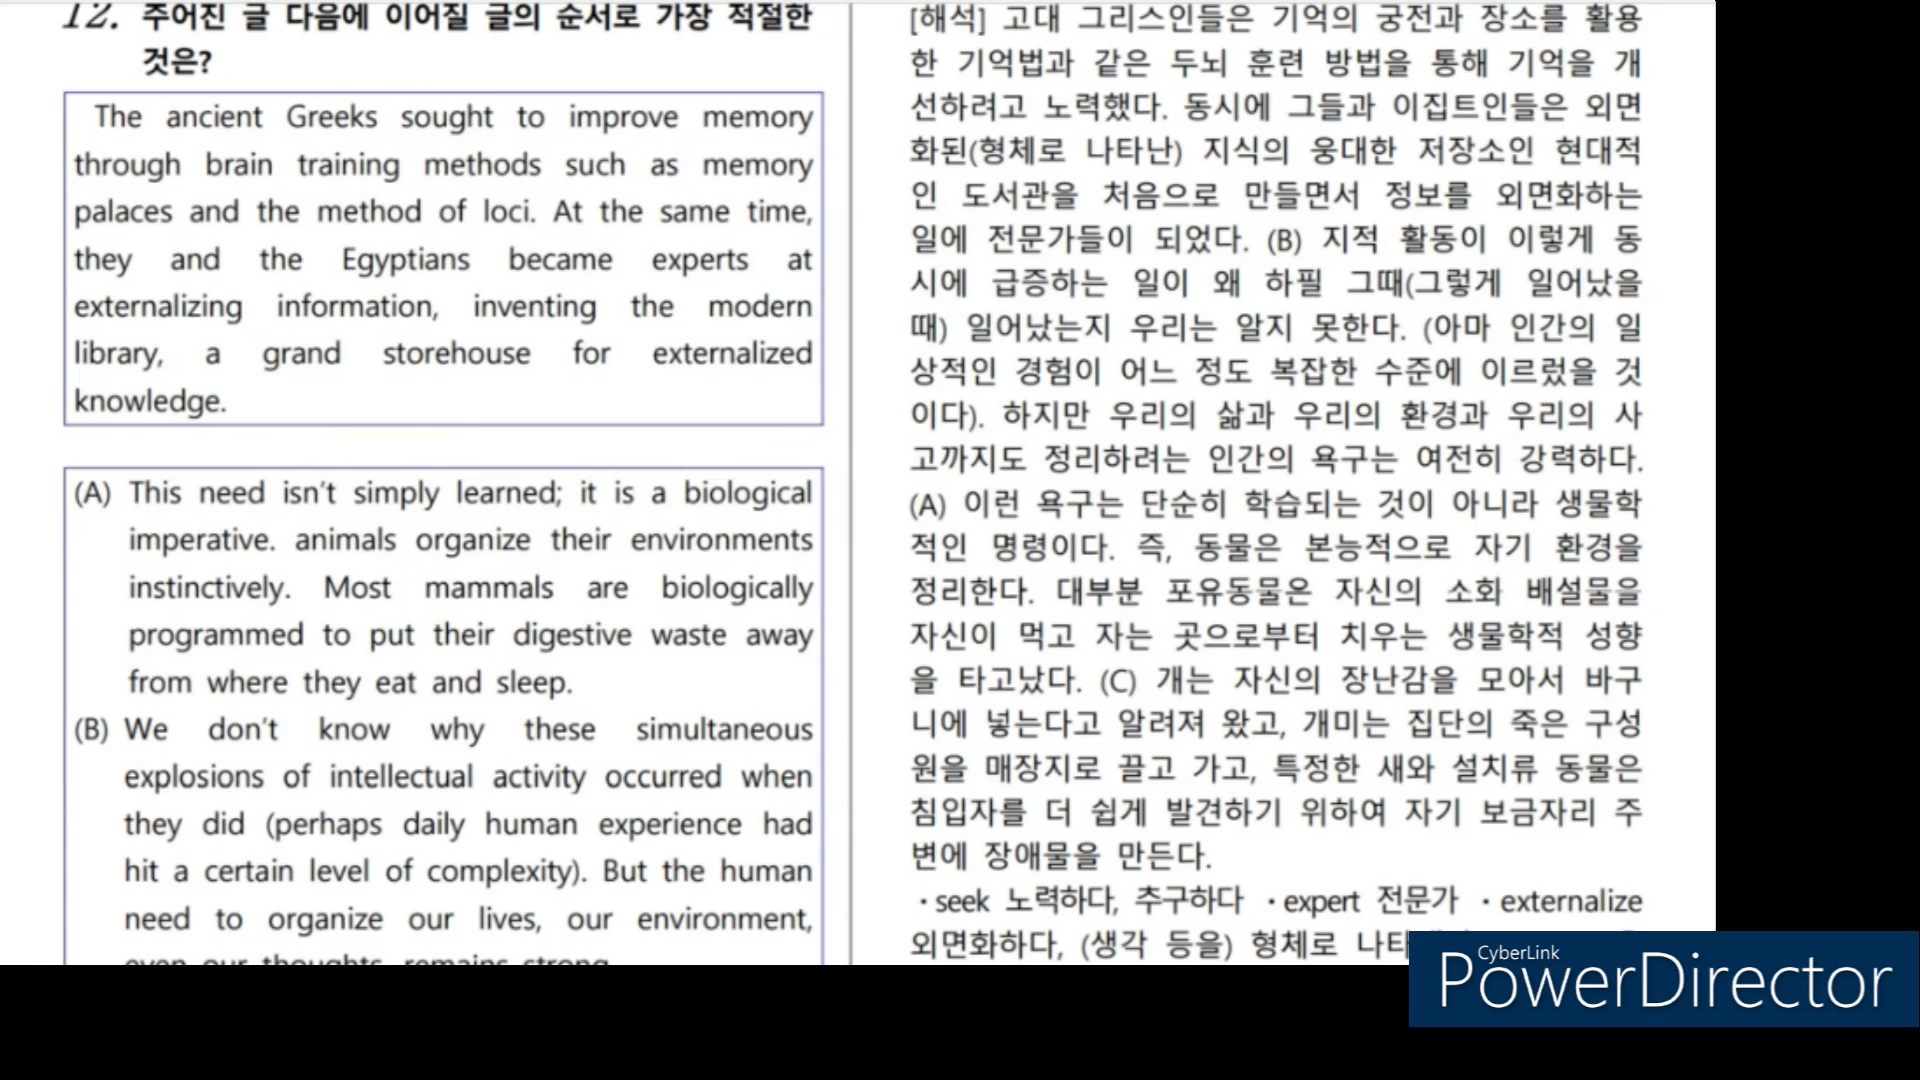 12. 주어진 글 다음에 이어질 글의 순서로 가장 적절한
것은?
The ancient Greeks sought to improve memory
through brain training methods such as memory
palaces and the method of loci. At the same time,
they and the Egyptians became experts at
externalizing information, inventing the modern
library, a grand storehouse for externalized
knowledge.
(A) This need isn't simply learned; it is a biological
imperative. animals organize their environments
instinctively. Most mammals are biologically
programmed to put their digestive waste away
from where they eat and sleep.
(B) We don't know why these simultaneous
explosions of intellectual activity occurred when
they did (perhaps daily human experience had
hit a certain level of complexity). But the human
need to organize our lives, our environment,
even our thoughts, remains strong.
[해석] 고대 그리스인들은 기억의 궁전과 장소를 활용
한 기억법과 같은 두뇌 훈련 방법을 통해 기억을 개
선하려고 노력했다. 동시에 그들과 이집트인들은 외면
화된(형체로 나타난) 지식의 웅대한 저장소인 현대적
인 도서관을 처음으로 만들면서 정보를 외면화하는
일에 전문가들이 되었다. (B) 지적 활동이 이렇게 동
시에 급증하는 일이 왜 하필 그때(그렇게 일어났을
때) 일어났는지 우리는 알지 못한다. (아마 인간의 일
상적인 경험이 어느 정도 복잡한 수준에 이르렀을 것
이다). 하지만 우리의 삶과 우리의 환경과 우리의 사
고까지도 정리하려는 인간의 욕구는 여전히 강력하다.
(A) 이런 욕구는 단순히 학습되는 것이 아니라 생물학
적인 명령이다. 즉, 동물은 본능적으로 자기 환경을
정리한다. 대부분 포유동물은 자신의 소화 배설물을
자신이 먹고 자는 곳으로부터 치우는 생물학적 성향
을 타고났다. (C) 개는 자신의 장난감을 모아서 바구
니에 넣는다고 알려져 왔고, 개미는 집단의 죽은 구성
원을 매장지로 끌고 가고, 특정한 새와 설치류 동물은
침입자를 더 쉽게 발견하기 위하여 자기 보금자리 주
변에 장애물을 만든다.
·seek 노력하다, 추구하다 ·expert 전문가 ·externalize
외면화하다, (생각 등을) 형체로
CyberLink
PowerDirector